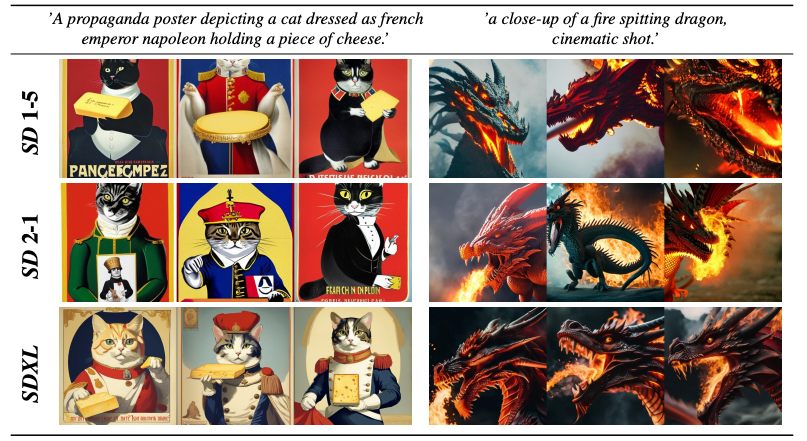 'A propaganda poster depicting a cat dressed as french
emperor napoleon holding a piece of cheese.'
'a close-up of a fire spitting dragon,
cinematic shot.'
SD 1-5
PANCEBCMPEZ
SD 2-1
SDXL